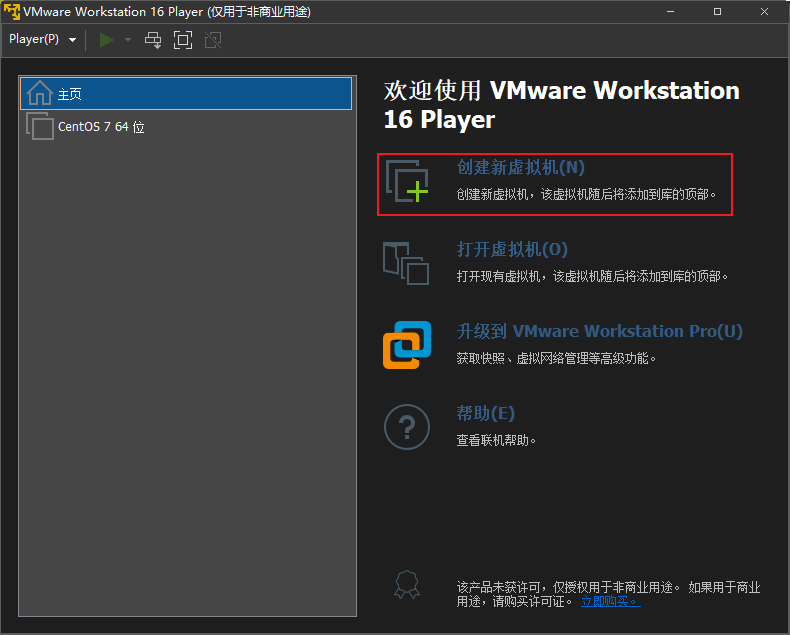 VMware Workstation 16 Player (仅用于非商业用途)
Player(P)
主页
CentOS 7 64 位
欢迎使用 VMware Workstation
16 Player
创建新虚拟机(N)
创建新虚拟机，该虚拟机随后将添加到库的顶部。
打开虚拟机(O)
打开现有虚拟机，该虚拟机随后将添加到库的顶部。
升级到 VMware Workstation Pro(U)
获取快照、虚拟网络管理等高级功能。
帮助(E)
查看联机帮助。
该产品未获许可，仅授权用于非商业用途。 如果用于商业
用途，请购买许可证。 立即购买。